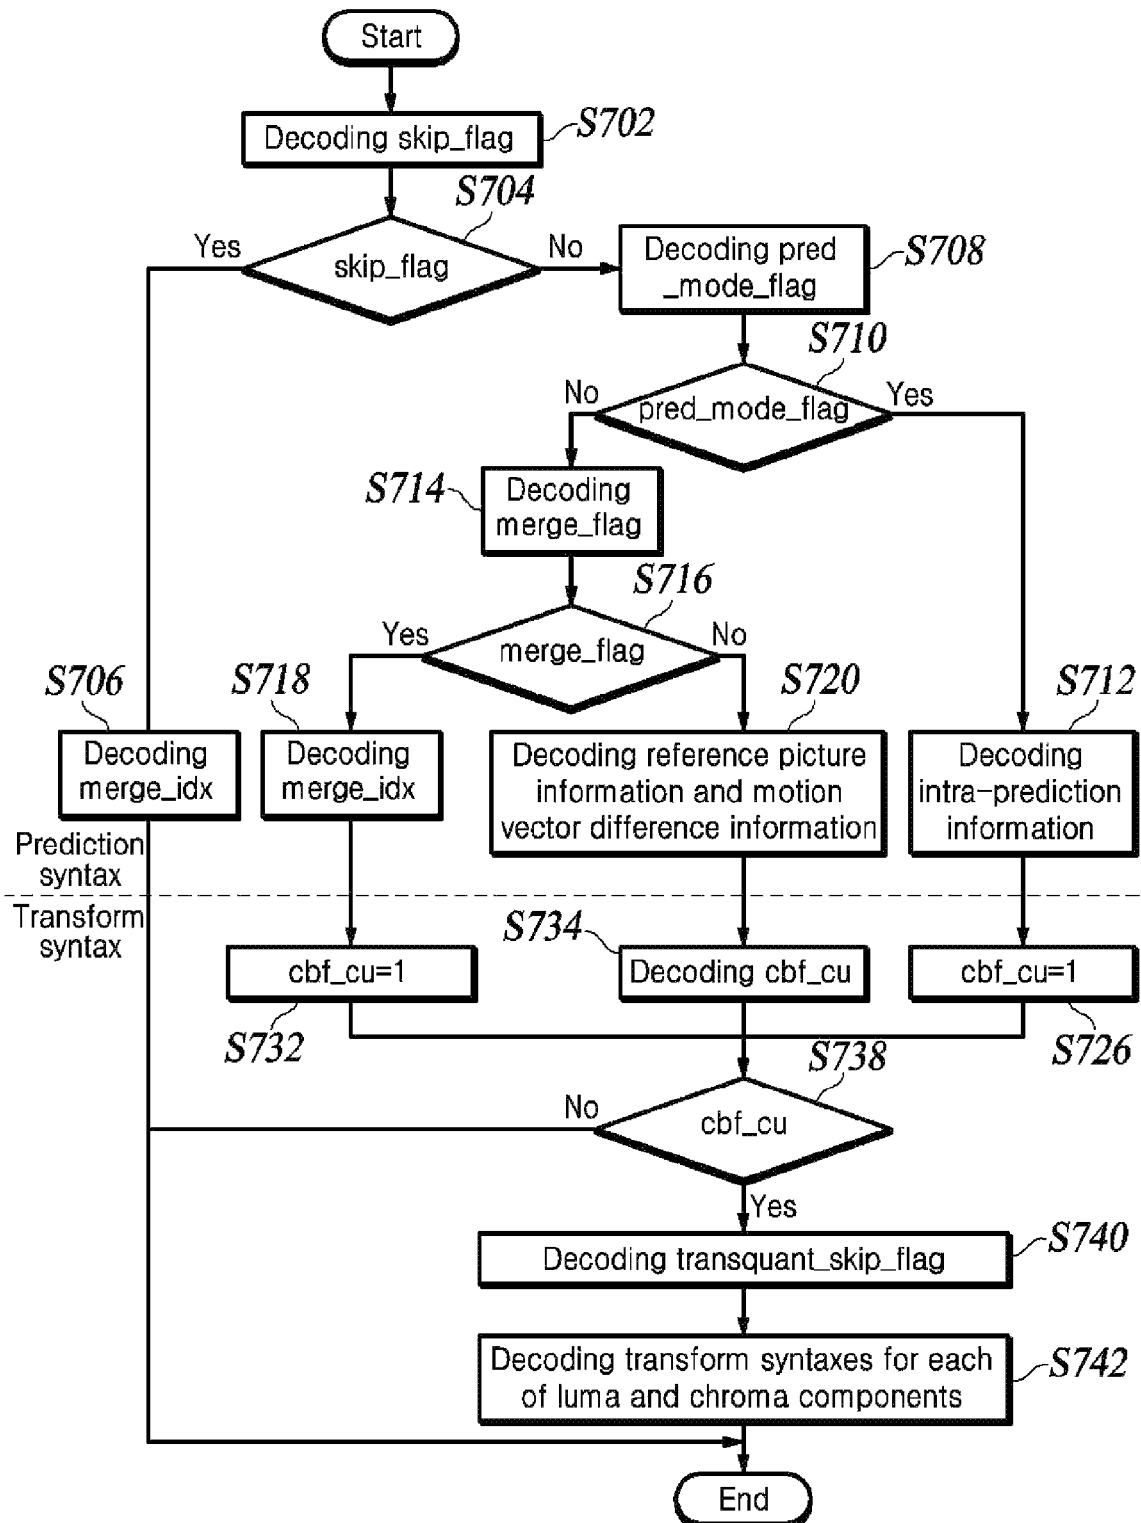 Start
Decoding skip_flag
S702
S704
Yes
skip_flag
No
Decoding pred
_mode_flag
S708
S710
No
pred_mode_flag
Yes
S714
Decoding
merge_flag
S716
Yes
merge_flag
No
S706
S718
S720
S712
Decoding
merge_idx
Decoding
merge_idx
Decoding reference picture
information and motion
vector difference information
Decoding
intra-prediction
information
Prediction
syntax
Transform
syntax
S734
cbf_cu=1
Decoding cbf_cu
cbf_cu=1
S732
S726
S738
No
cbf_cu
Yes
Decoding transquant_skip_flag
S740
Decoding transform syntaxes for each
of luma and chroma components
S742
End